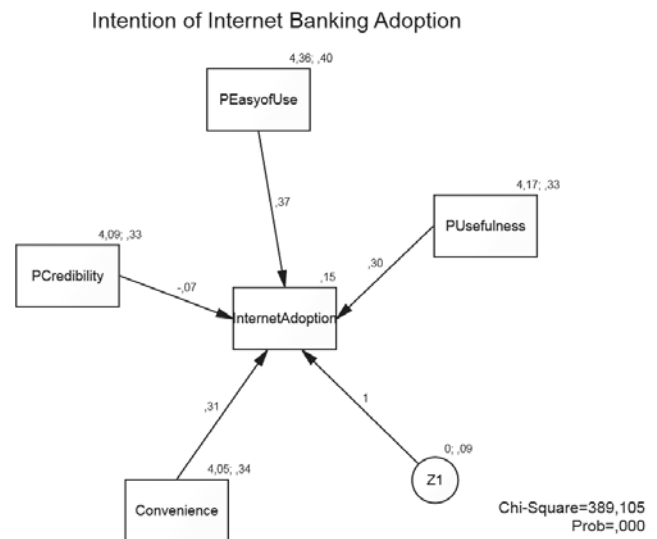 Intention of Internet Banking Adoption
4,36; ,40
PEasyofUse
,37
4,17; ,33
PUsefulness
,30
4,09; ,33
PCredibility
-,07
,15
InternetAdoption
,31
1
4,05; ,34
Convenience
0; ,09
Z1
Chi-Square=389,105
Prob=,000